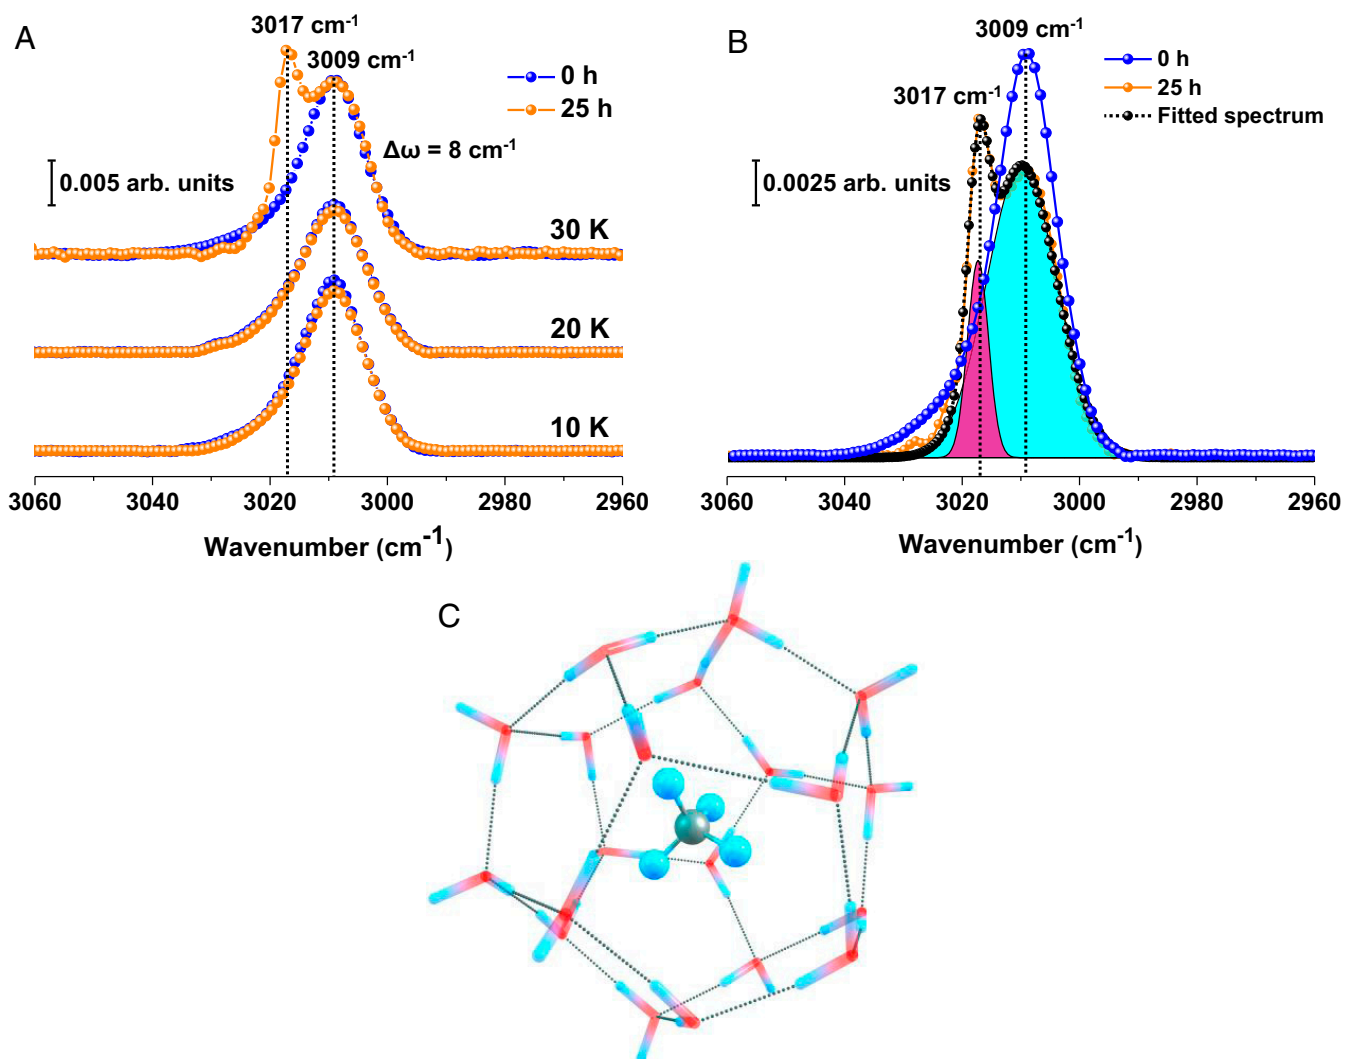 A
3017 cm⁻¹
3009 cm⁻¹
0 h
25 h
Δω = 8 cm⁻¹
0.005 arb. units
30 K
20 K
10 K
3060 3040 3020 3000 2980 2960
Wavenumber (cm⁻¹)
B
3009 cm⁻¹
3017 cm⁻¹
0 h
25 h
Fitted spectrum
0.0025 arb. units
3060 3040 3020 3000 2980 2960
Wavenumber (cm⁻¹)
C